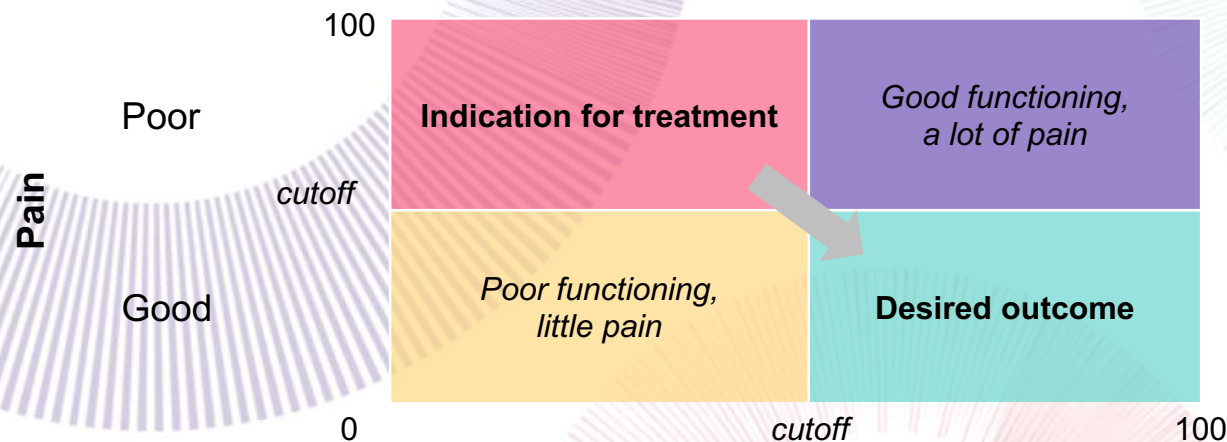 100
Poor
Indication for treatment
Good functioning,
a lot of pain
cutoff
Pain
Good
Poor functioning,
little pain
Desired outcome
0
cutoff
100